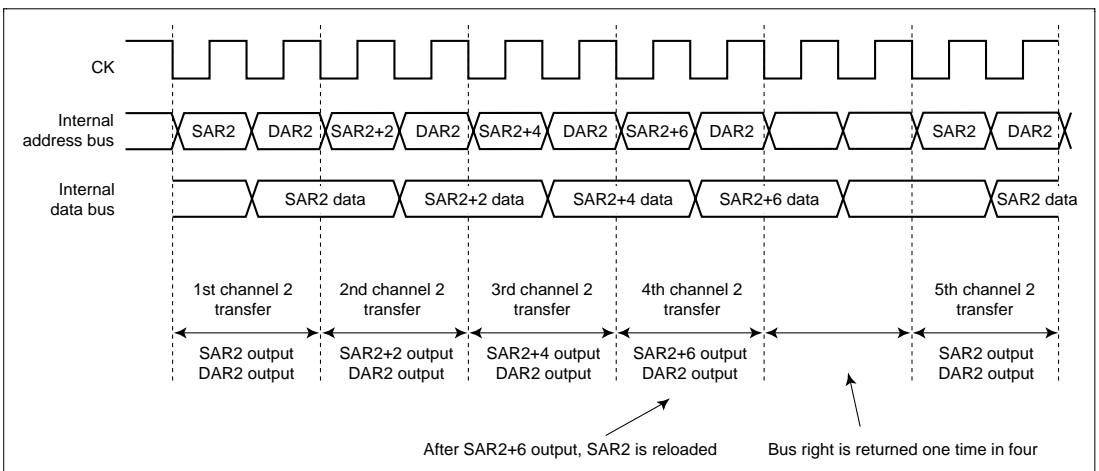 CK
Internal
address bus
SAR2 DAR2 SAR2+2 DAR2 SAR2+4 DAR2 SAR2+6 DAR2 SAR2 DAR2
Internal
data bus
SAR2 data SAR2+2 data SAR2+4 data SAR2+6 data SAR2 data
1st channel 2
transfer
SAR2 output
DAR2 output
2nd channel 2
transfer
SAR2+2 output
DAR2 output
3rd channel 2
transfer
SAR2+4 output
DAR2 output
4th channel 2
transfer
SAR2+6 output
DAR2 output
5th channel 2
transfer
SAR2 output
DAR2 output
After SAR2+6 output, SAR2 is reloaded
Bus right is returned one time in four